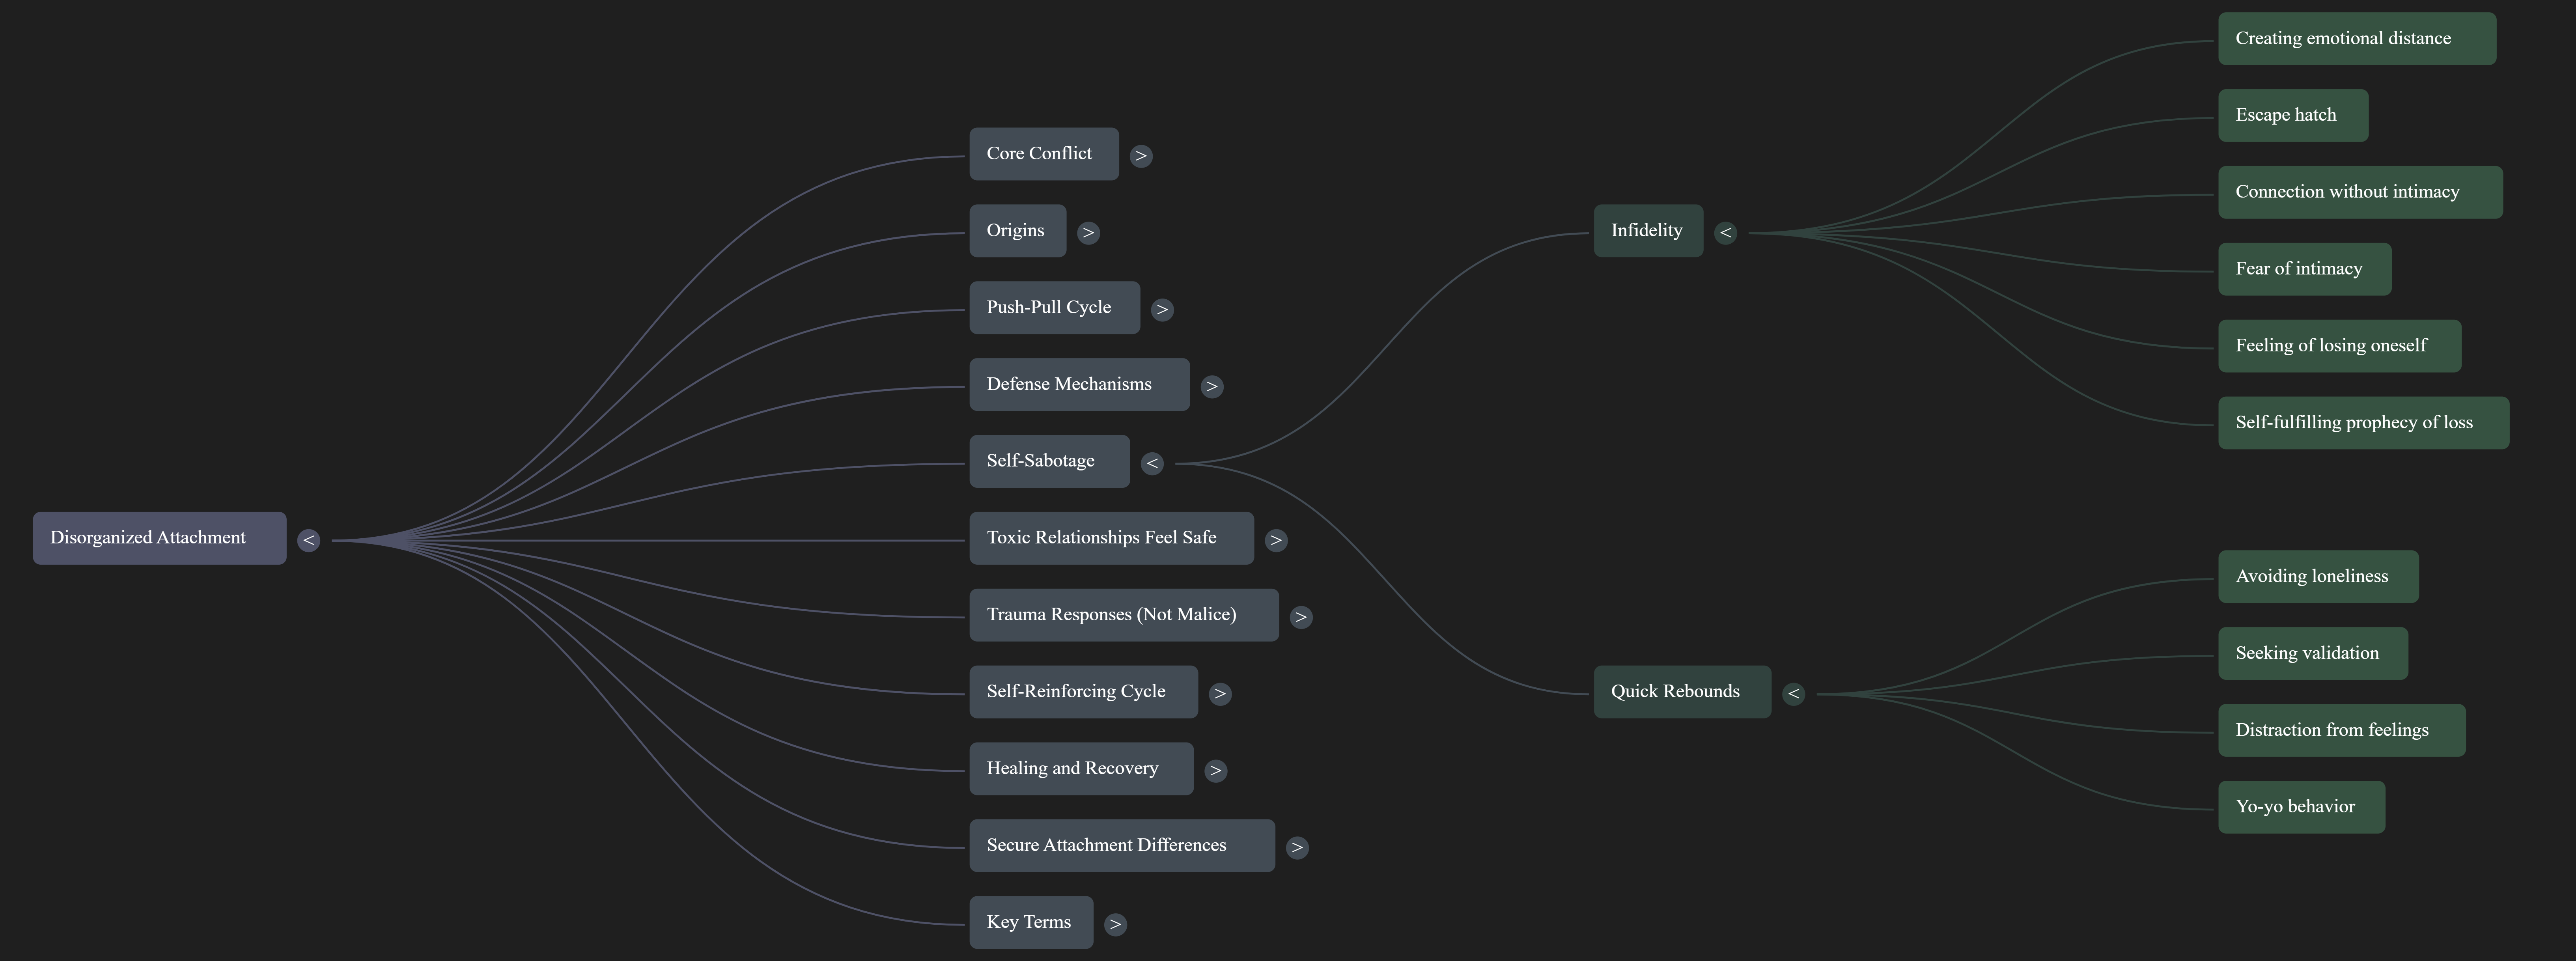 Disorganized Attachment
<
Core Conflict
>
Origins
>
Push-Pull Cycle
>
Defense Mechanisms
>
Self-Sabotage
<
Infidelity
<
Creating emotional distance
Escape hatch
Connection without intimacy
Fear of intimacy
Feeling of losing oneself
Self-fulfilling prophecy of loss
Quick Rebounds
<
Avoiding loneliness
Seeking validation
Distraction from feelings
Yo-yo behavior
Toxic Relationships Feel Safe
>
Trauma Responses (Not Malice)
>
Self-Reinforcing Cycle
>
Healing and Recovery
>
Secure Attachment Differences
>
Key Terms
>